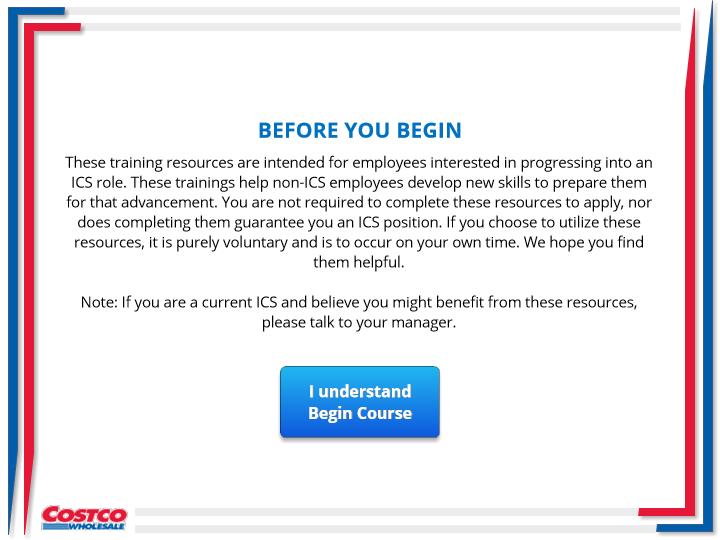 BEFORE YOU BEGIN
These training resources are intended for employees interested in progressing into an
ICS role. These trainings help non-ICS employees develop new skills to prepare them
for that advancement. You are not required to complete these resources to apply, nor
does completing them guarantee you an ICS position. If you choose to utilize these
resources, it is purely voluntary and is to occur on your own time. We hope you find
them helpful.
Note: If you are a current ICS and believe you might benefit from these resources,
please talk to your manager.
I understand
Begin Course
COSTCO
WHOLESALE